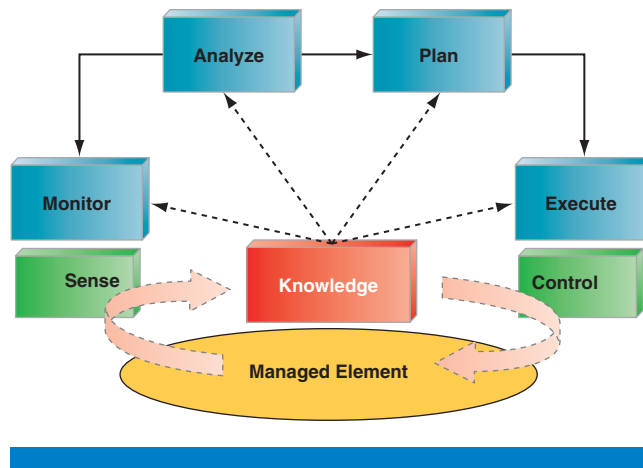 Analyze
Plan
Monitor
Execute
Sense
Knowledge
Control
Managed Element